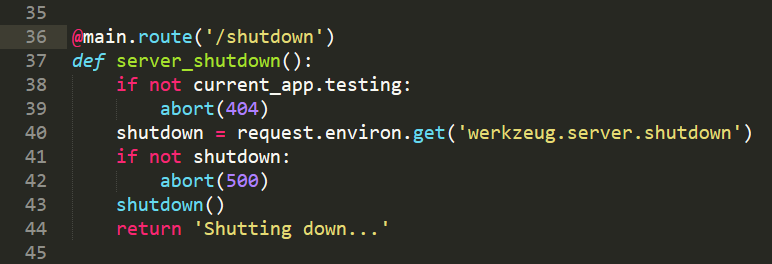 35
36 @main.route('/shutdown')
37 def server_shutdown():
38     if not current_app.testing:
39         abort(404)
40     shutdown = request.environ.get('werkzeug.server.shutdown')
41     if not shutdown:
42         abort(500)
43     shutdown()
44     return 'Shutting down...'
45